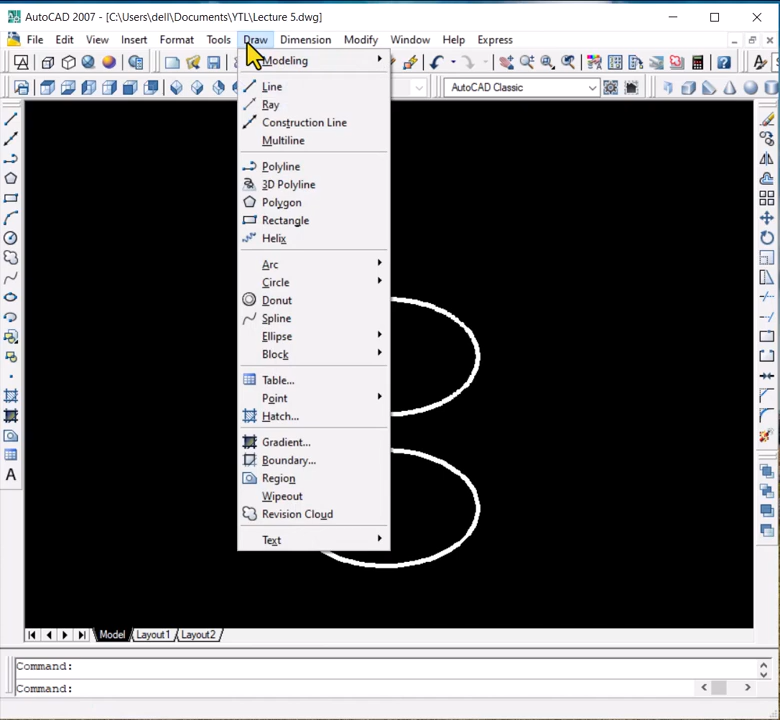 AutoCAD 2007 - [C:\Users\dell\Documents\YTL\Lecture 5.dwg]
File Edit View Insert Format Tools Draw Dimension Modify Window Help Express
AutoCAD Classic
Modeling
Line
Ray
Construction Line
Multiline
Polyline
3D Polyline
Polygon
Rectangle
Helix
Arc
Circle
Donut
Spline
Ellipse
Block
Table...
Point
Hatch...
Gradient...
Boundary...
Region
Wipeout
Revision Cloud
Text
A
Model Layout1 Layout2
Command:
Command: